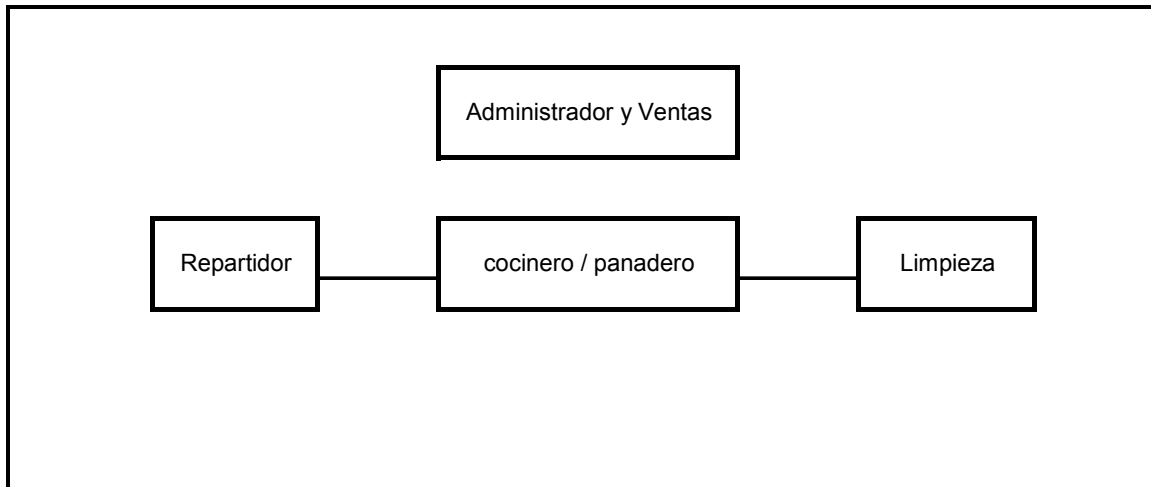 Administrador y Ventas
Repartidor
cocinero / panadero
Limpieza